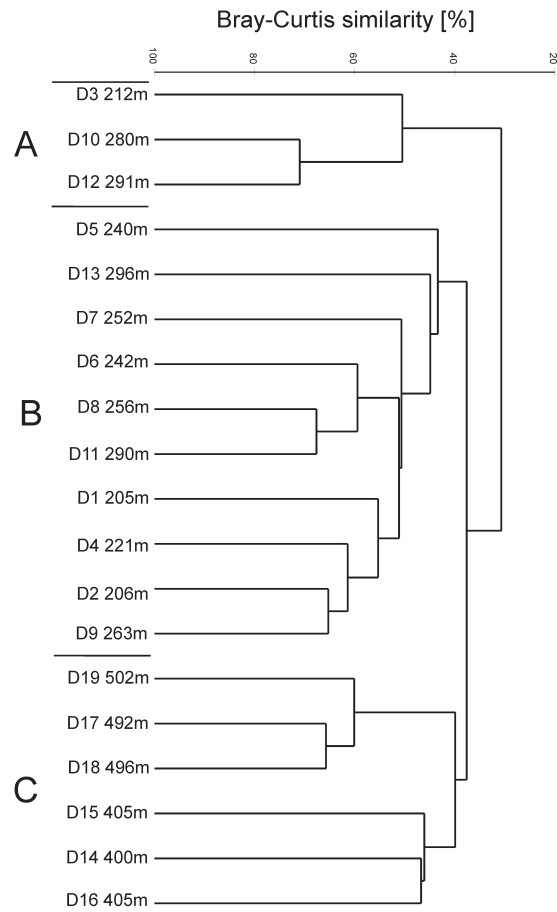 Bray-Curtis similarity [%]
100 80 60 40 20
A
D3 212m
D10 280m
D12 291m
B
D5 240m
D13 296m
D7 252m
D6 242m
D8 256m
D11 290m
D1 205m
D4 221m
D2 206m
D9 263m
C
D19 502m
D17 492m
D18 496m
D15 405m
D14 400m
D16 405m